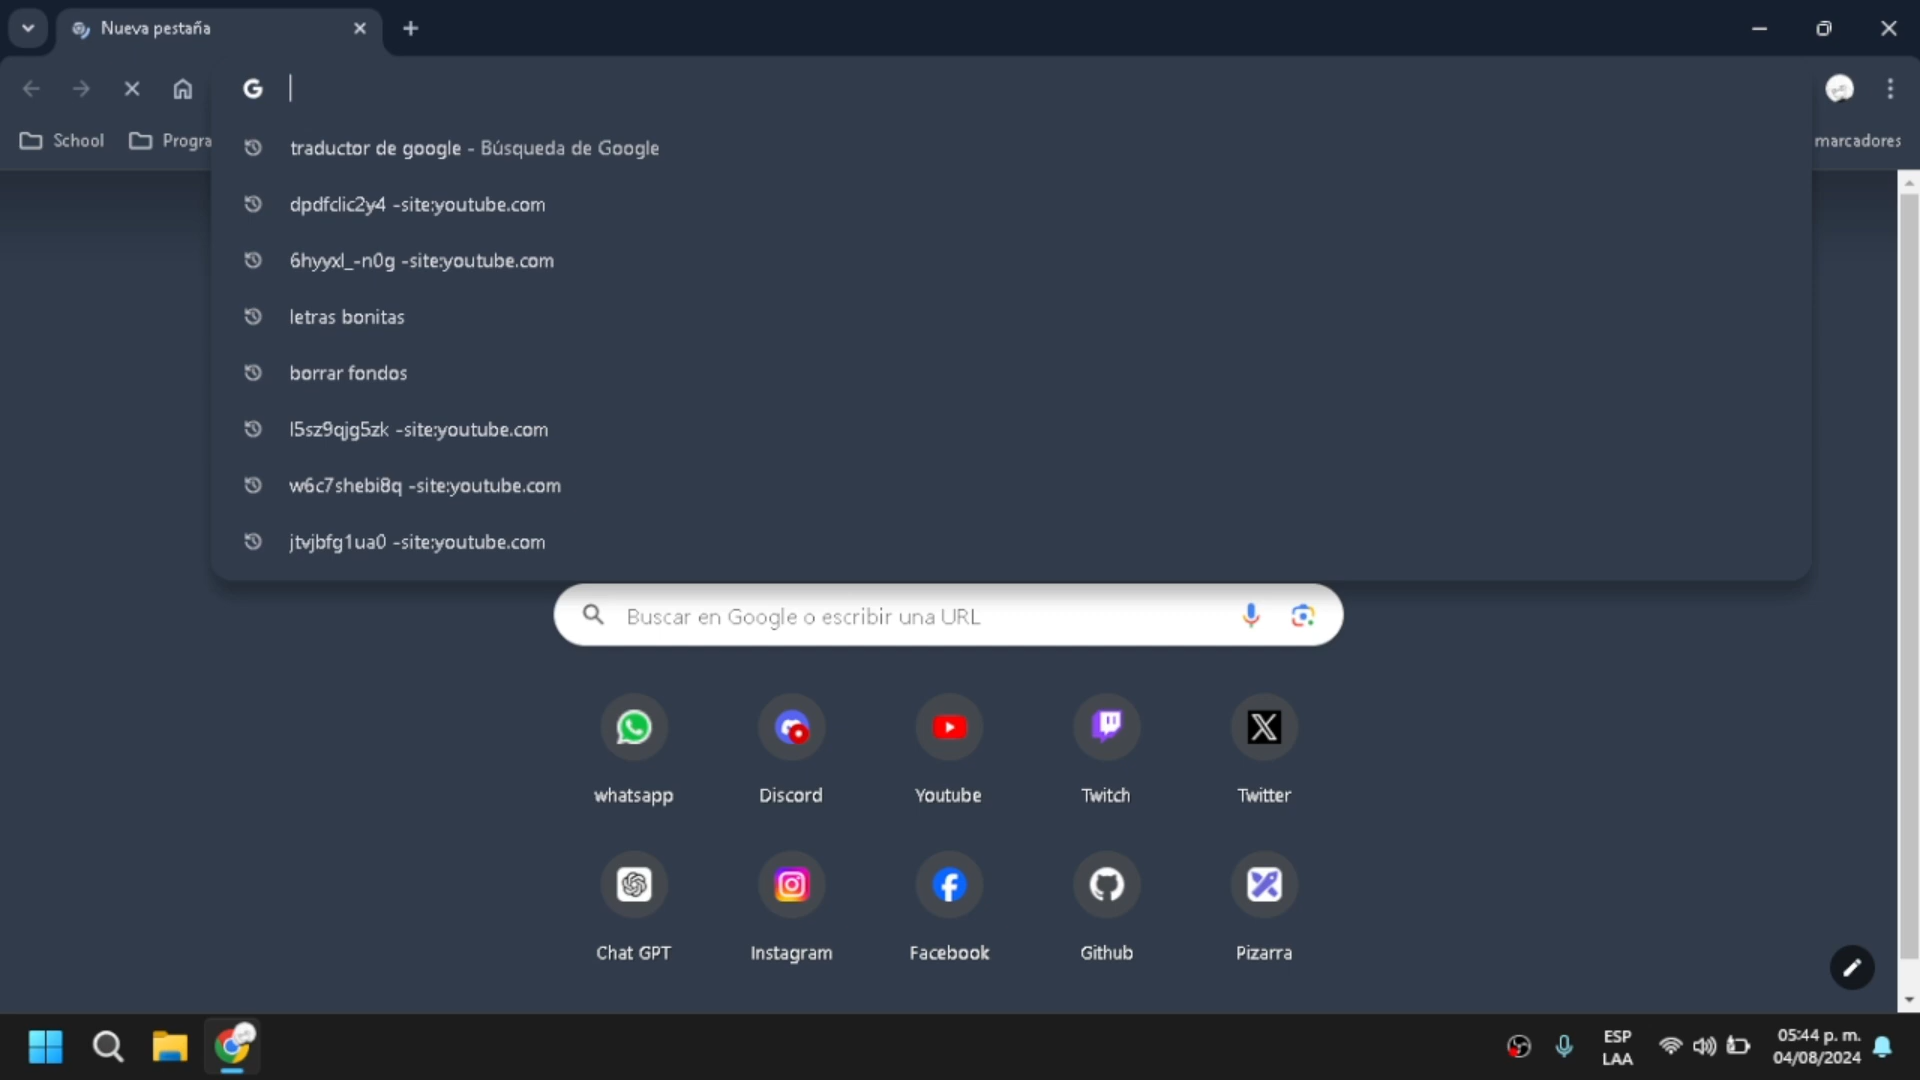 Nueva pestaña
School
Progra
marcadores
traductor de google - Búsqueda de Google
dpdfclic2y4 -site:youtube.com
6hyyxl_-n0g -site:youtube.com
letras bonitas
borrar fondos
l5sz9qjg5zk -site:youtube.com
w6c7shebi8q -site:youtube.com
jtvjbfg1ua0 -site:youtube.com
Buscar en Google o escribir una URL
whatsapp
Discord
Youtube
Twitch
Twitter
Chat GPT
Instagram
Facebook
Github
Pizarra
ESP
LAA
05:44 p. m.
04/08/2024